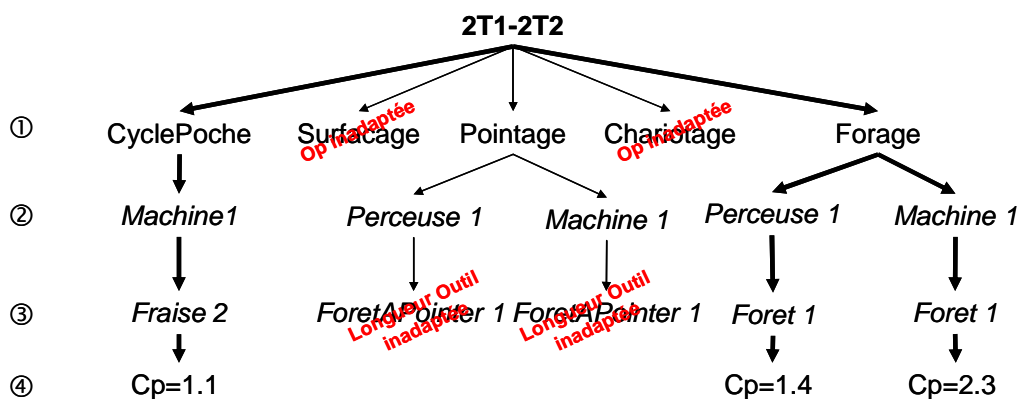 2T1-2T2
① CyclePoche Surfacage Pointage Chariotage Forage
Op inadaptée Op inadaptée
② Machine1 Perceuse 1 Machine 1 Perceuse 1 Machine 1
③ Fraise 2 ForetAPointer 1 ForetAPointer 1 Foret 1 Foret 1
Longueur Outil
inadaptée
Longueur Outil
inadaptée
④ Cp=1.1 Cp=1.4 Cp=2.3